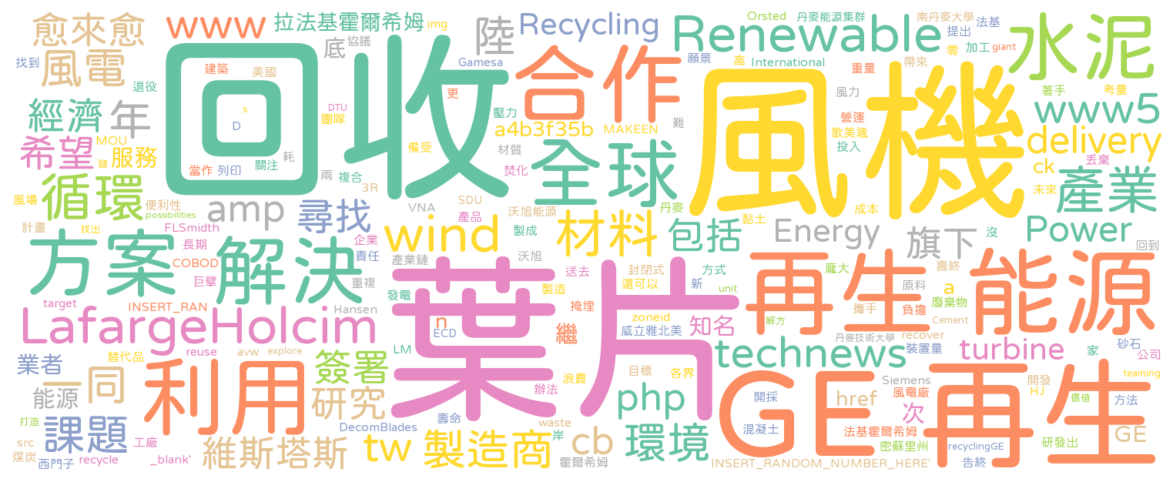 愈來愈
www
拉法基霍爾希姆
img
陸
Recycling
Orsted
丹麥能源集群
南丹麥大學
法基
提出
零
加工
giant
水泥
找到
風電
退役
底
協議
建築
美國
Gamesa
合作
Renewable
願景
高
International
重量
帶來
著手
考量
經濟
年
s
D
DTU
團隊
更
壓力
a4b3f35b
MAKEEN
難
風力
營運
歌美颯
投入
www5
delivery
希望
MOU
鍵
服務
回收
當作
列印
關注
耗
兩
複合
3R
備受
材質
焚化
全球
風機
ck
丟棄
未來
產業
風場
循環
便利性
possibilities
計畫
找出
amp
尋找
VNA
SDU
產品
沃旭能源
黏土
成本
丹麥
沒
Power
回到
FLSmidth
長期
COBOD
巨擘
企業
責任
wind
製成
沃旭
產業鏈
材料
包括
Energy
旗下
方案
解決
重複
Hansen
發電
送去
製造
封閉式
還可以
方式
新
unit
龐大
a
壽終
原料
廢棄物
再生
能源
target
INSERT_RAN
LafargeHolcim
n
ECD
葉片
掩埋
繼
zoneid
威立雅北美
知名
解方
攤手
負擔
丹麥技術大學
recover
Cement
業者
替代品
reuse
avw
explore
簽署
LM
辦法
浪費
目標
各界
technews
裝置量
turbine
家
砂石
公司
能源
一同
利用
研究
壽命
waste
php
開採
GE再生
Siemens
風電廠
href
開發
HJ
價值
teaming
方法
打造
課題
DecomBlades
岸
混凝土
次
法基霍爾希姆
研發出
GE
src
煤炭
西門子
工廠
recycle
_blank'
維斯塔斯
tw
製造商
cb
霍爾希姆
環境
INSERT_RANDOM_NUMBER_HERE'
密蘇里州
recyclingGE
告終